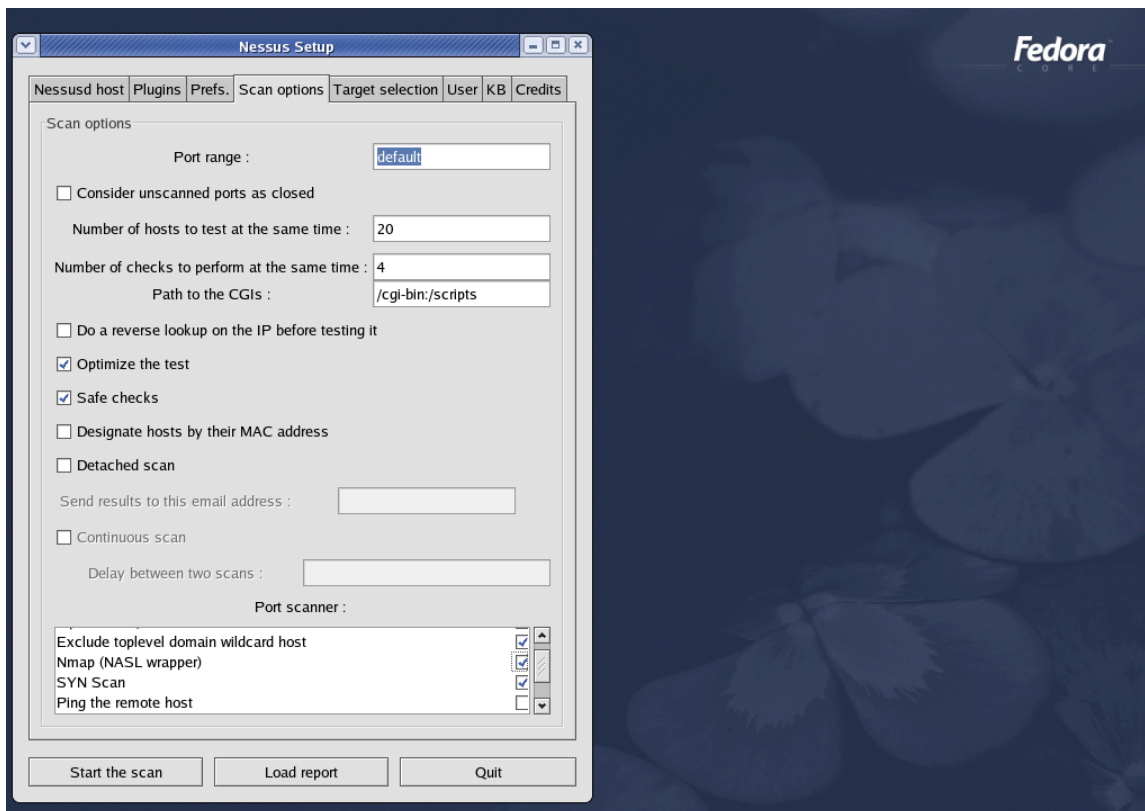 Nessus Setup
Fedora
CORE
Nessusd host Plugins Prefs. Scan options Target selection User KB Credits
Scan options
Port range : default
Consider unscanned ports as closed
Number of hosts to test at the same time : 20
Number of checks to perform at the same time : 4
Path to the CGIs : /cgi-bin:/scripts
Do a reverse lookup on the IP before testing it
Optimize the test
Safe checks
Designate hosts by their MAC address
Detached scan
Send results to this email address :
Continuous scan
Delay between two scans :
Port scanner :
Exclude toplevel domain wildcard host
Nmap (NASL wrapper)
SYN Scan
Ping the remote host
Start the scan Load report Quit